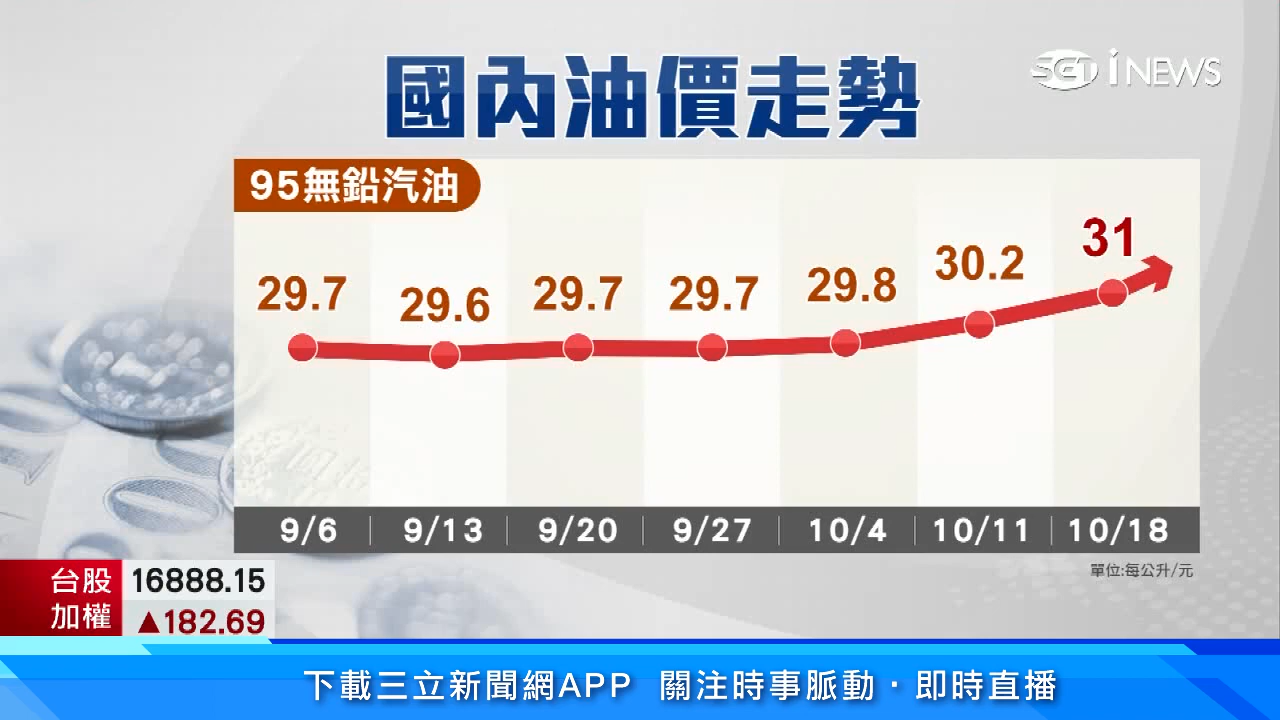 國內油價走勢
SET iNEWS
95無鉛汽油
29.7 29.6 29.7 29.7 29.8 30.2 31
9/6 9/13 9/20 9/27 10/4 10/11 10/18
單位:每公升/元
台股 16888.15
加權 ▲182.69
下載三立新聞網APP 關注時事脈動·即時直播